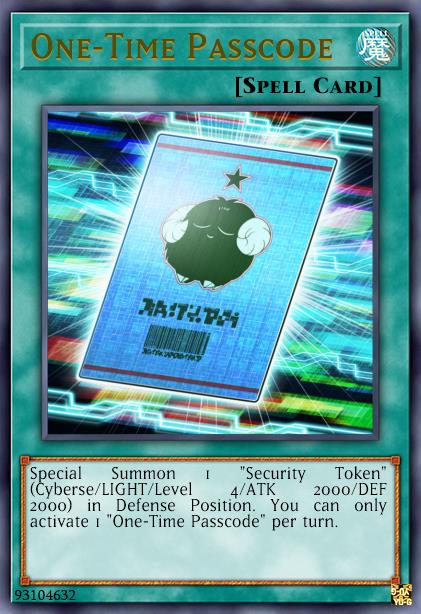 One-Time Passcode
魔
[Spell Card]
Special Summon 1 "Security Token"
(Cyberse/LIGHT/Level 4/ATK 2000/DEF
2000) in Defense Position. You can only
activate 1 "One-Time Passcode" per turn.
93104632